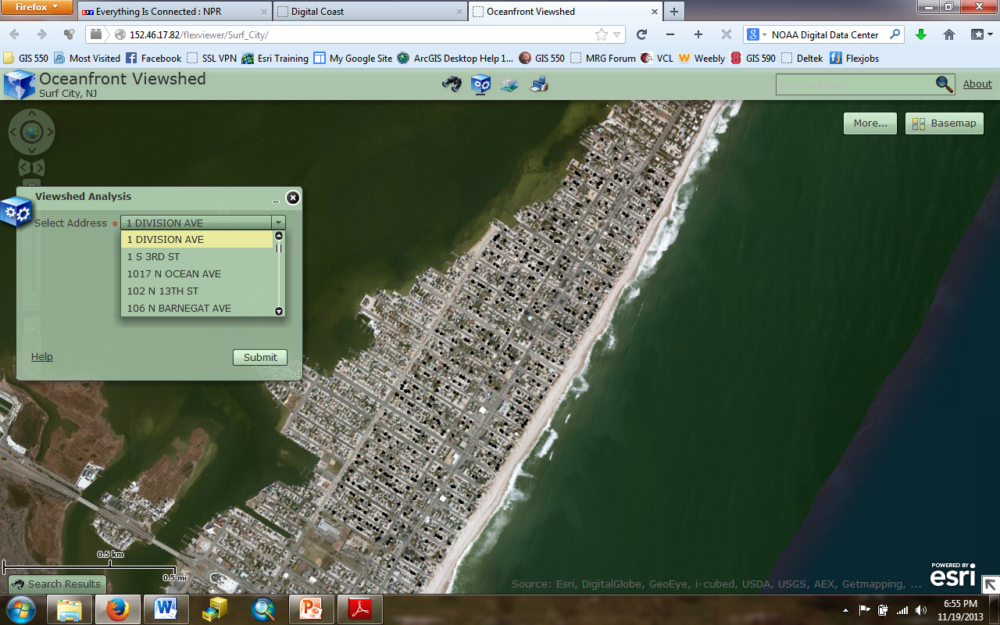 Firefox
npr Everything Is Connected : NPR
Digital Coast
Oceanfront Viewshed
152.46.17.82/flexviewer/Surf_City/
NOAA Digital Data Center
GIS 550
Most Visited
Facebook
SSL VPN
Esri Training
My Google Site
ArcGIS Desktop Help 1...
GIS 550
MRG Forum
VCL
Weebly
GIS 590
Deltek
Flexjobs
Oceanfront Viewshed
Surf City, NJ
Enter address
About
More...
Basemap
Viewshed Analysis
Select Address * 1 DIVISION AVE
1 DIVISION AVE
1 S 3RD ST
1017 N OCEAN AVE
102 N 13TH ST
106 N BARNEGAT AVE
Help
Submit
0.5 km
0.5 mi
Search Results
Source: Esri, DigitalGlobe, GeoEye, i-cubed, USDA, USGS, AEX, Getmapping, ...
POWERED BY
esri
6:55 PM
11/19/2013